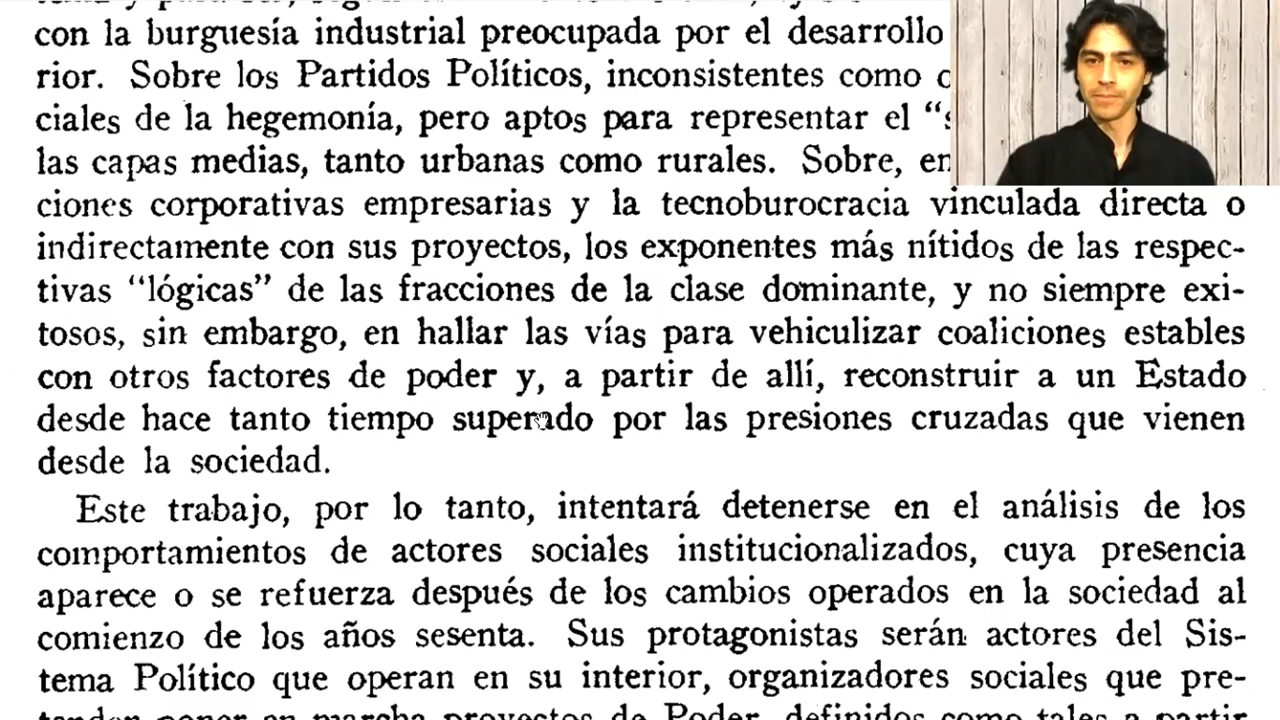 con la burguesía industrial preocupada por el desarrollo
rior. Sobre los Partidos Políticos, inconsistentes como
ciales de la hegemonía, pero aptos para representar el
las capas medias, tanto urbanas como rurales. Sobre,
ciones corporativas empresarias y la tecnoburocracia vinculada directa o
indirectamente con sus proyectos, los exponentes más nítidos de las respec-
tivas “lógicas” de las fracciones de la clase dominante, y no siempre exi-
tosos, sin embargo, en hallar las vías para vehiculizar coaliciones estables
con otros factores de poder y, a partir de allí, reconstruir a un Estado
desde hace tanto tiempo superado por las presiones cruzadas que vienen
desde la sociedad.
Este trabajo, por lo tanto, intentará detenerse en el análisis de los
comportamientos de actores sociales institucionalizados, cuya presencia
aparece o se refuerza después de los cambios operados en la sociedad al
comienzo de los años sesenta. Sus protagonistas serán actores del Sis-
tema Político que operan en su interior, organizadores sociales que pre-